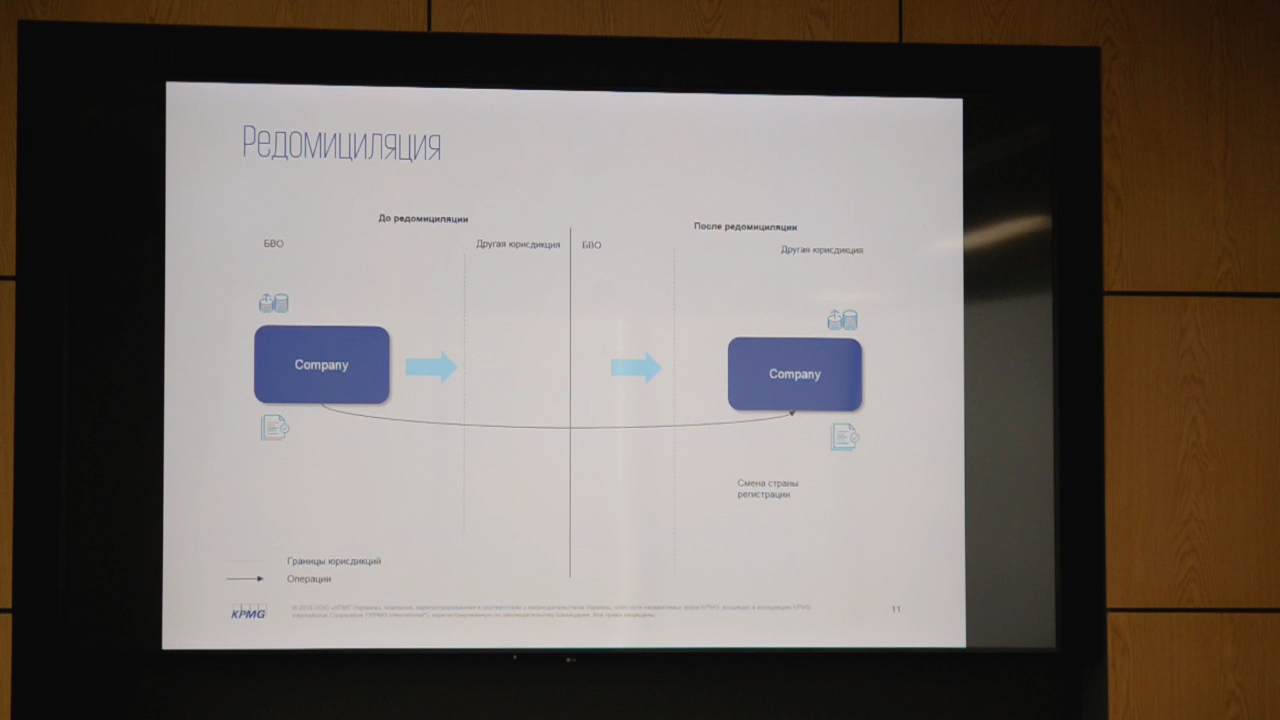 Редомициляция
До редомициляции
После редомициляции
БВО
Другая юрисдикция
БВО
Другая юрисдикция
Company
Company
Смена страны
регистрации
Границы юрисдикций
Операции
KPMG
11